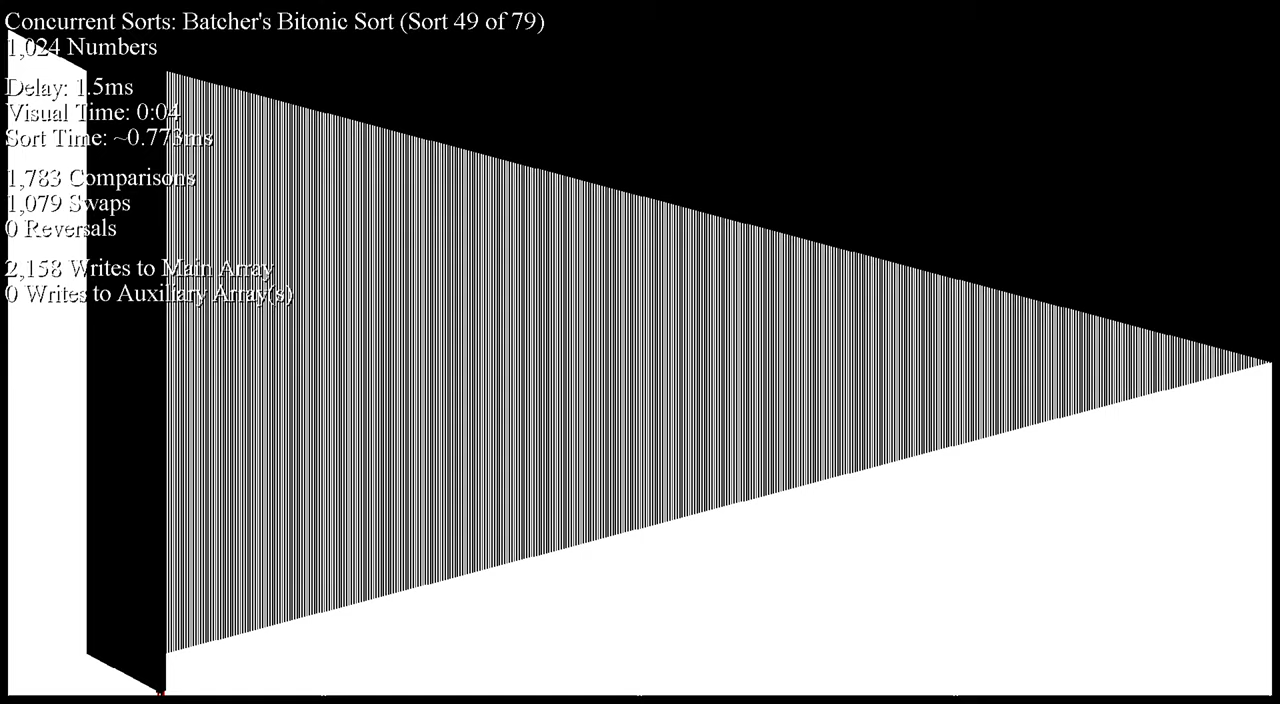 Concurrent Sorts: Batcher's Bitonic Sort (Sort 49 of 79)
1,024 Numbers
Delay: 1.5ms
Visual Time: 0:04
Sort Time: ~0.773ms
1,783 Comparisons
1,079 Swaps
0 Reversals
2,158 Writes to Main Array
0 Writes to Auxiliary Array(s)